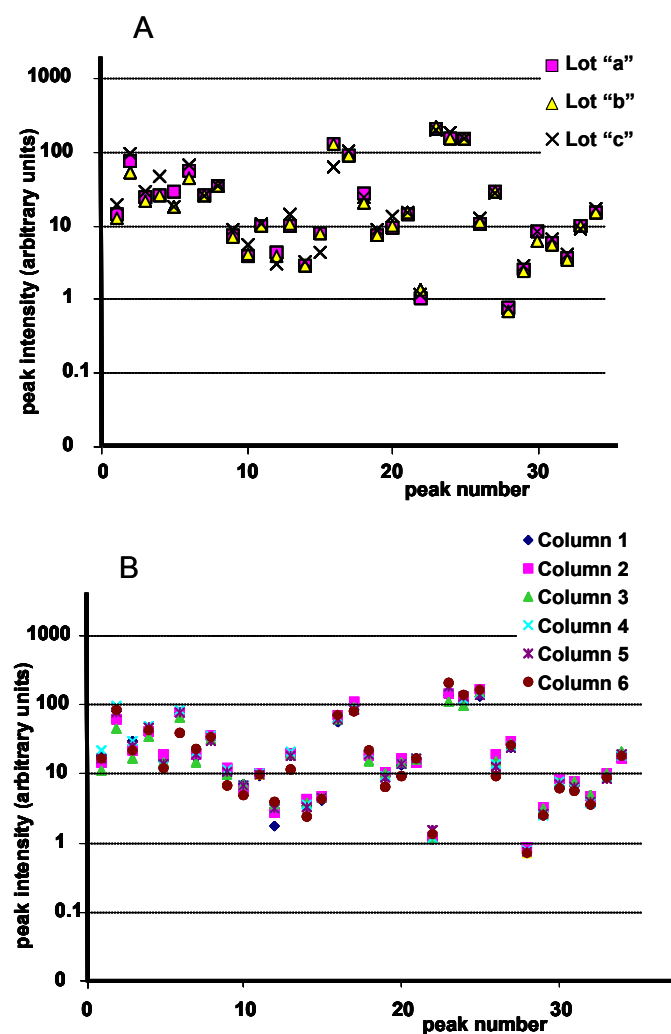 A
Lot “a”
Lot “b”
Lot “c”
peak intensity (arbitrary units)
1000
100
10
1
0.1
0
0 10 20 30
peak number
B
Column 1
Column 2
Column 3
Column 4
Column 5
Column 6
peak intensity (arbitrary units)
1000
100
10
1
0.1
0
0 10 20 30
peak number